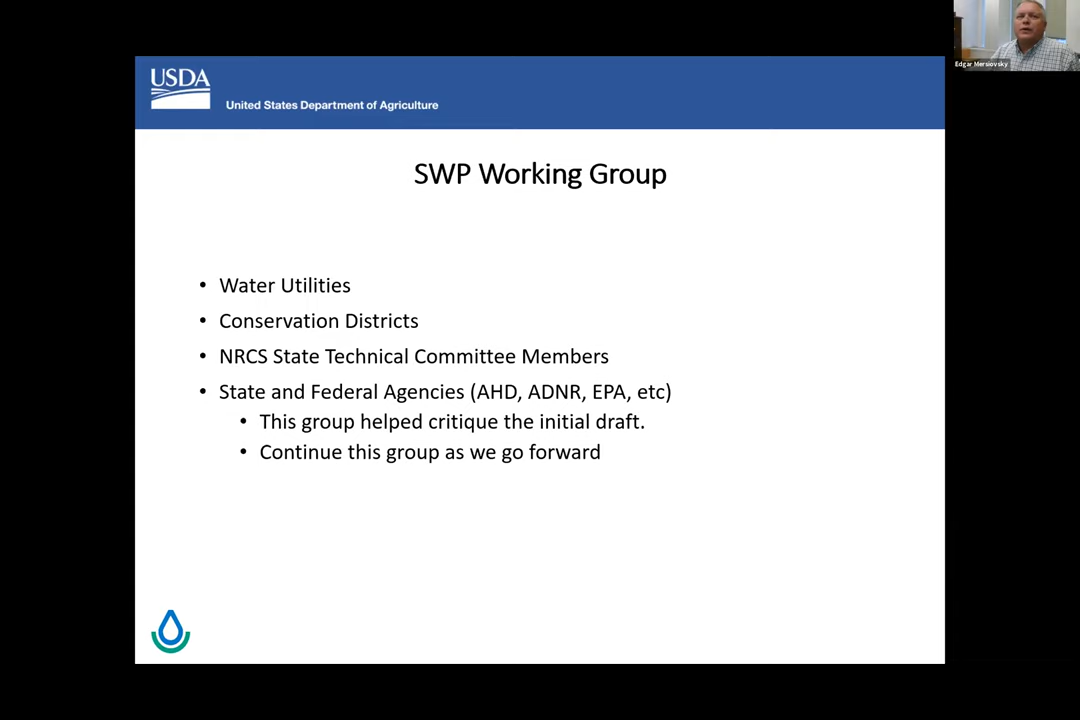 Edgar Mersiovsky
USDA
United States Department of Agriculture
SWP Working Group
• Water Utilities
• Conservation Districts
• NRCS State Technical Committee Members
• State and Federal Agencies (AHD, ADNR, EPA, etc)
• This group helped critique the initial draft.
• Continue this group as we go forward